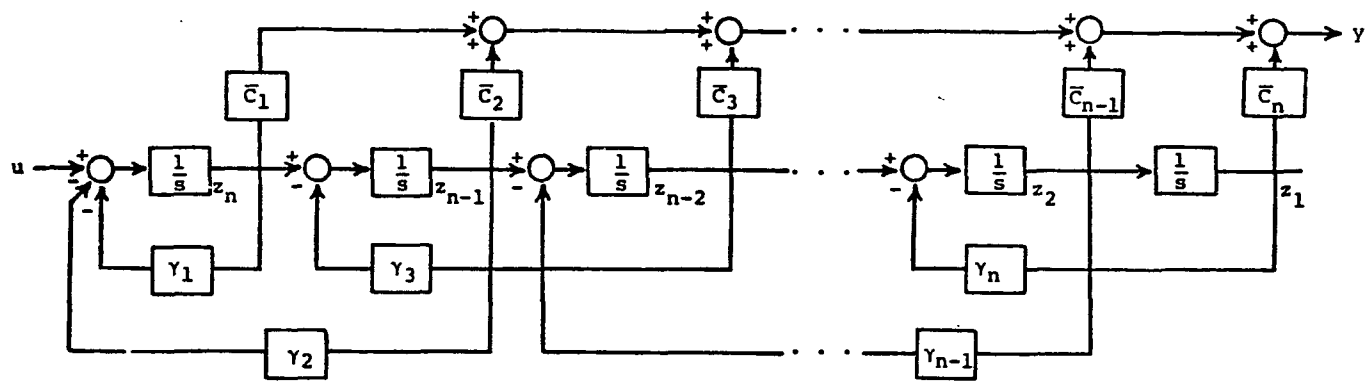 + + + + + + + + y
C̄1 C̄2 C̄3 C̄n-1 C̄n
u + - - 1/s zn + - 1/s zn-1 + - 1/s zn-2 + - 1/s z2 1/s z1
γ1 γ3 γn
γ2 γn-1